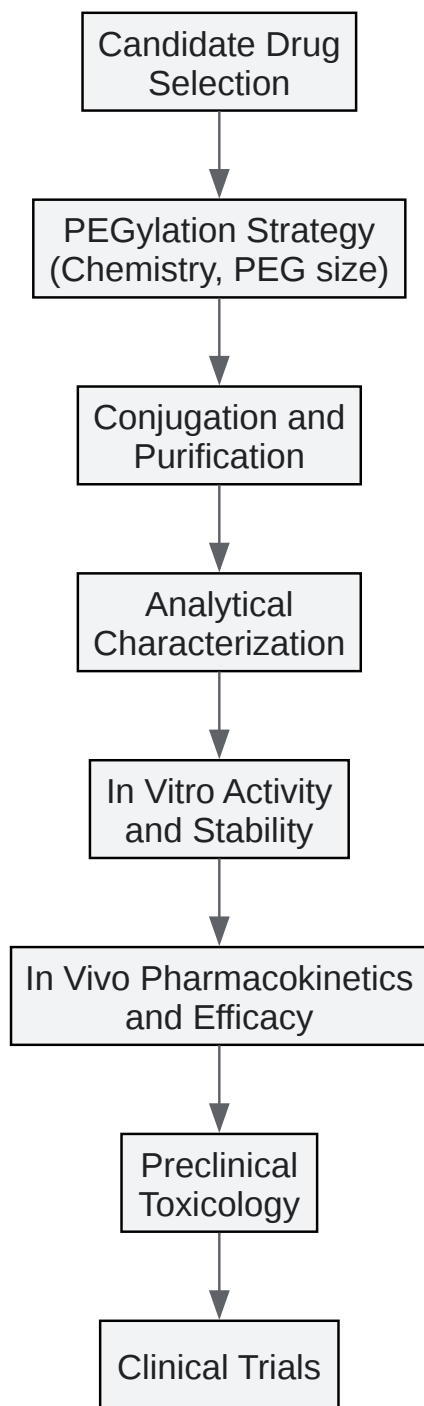 Candidate Drug
Selection
PEGylation Strategy
(Chemistry, PEG size)
Conjugation and
Purification
Analytical
Characterization
In Vitro Activity
and Stability
In Vivo Pharmacokinetics
and Efficacy
Preclinical
Toxicology
Clinical Trials